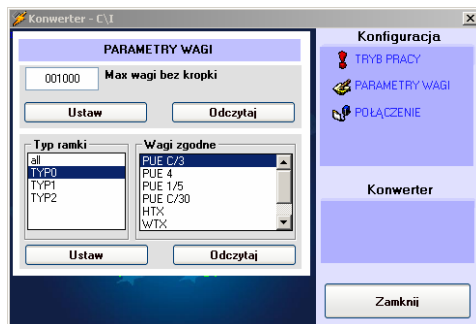 Konwerter - C\I
PARAMETRY WAGI
001000 Max wagi bez kropki
Ustaw Odczytaj
Typ ramki
all
TYP0
TYP1
TYP2
Wagi zgodne
PUE C/3
PUE 4
PUE 1/5
PUE C/30
HTX
WTX
Ustaw Odczytaj
Konfiguracja
TRYB PRACY
PARAMETRY WAGI
POŁĄCZENIE
Konwerter
Zamknij